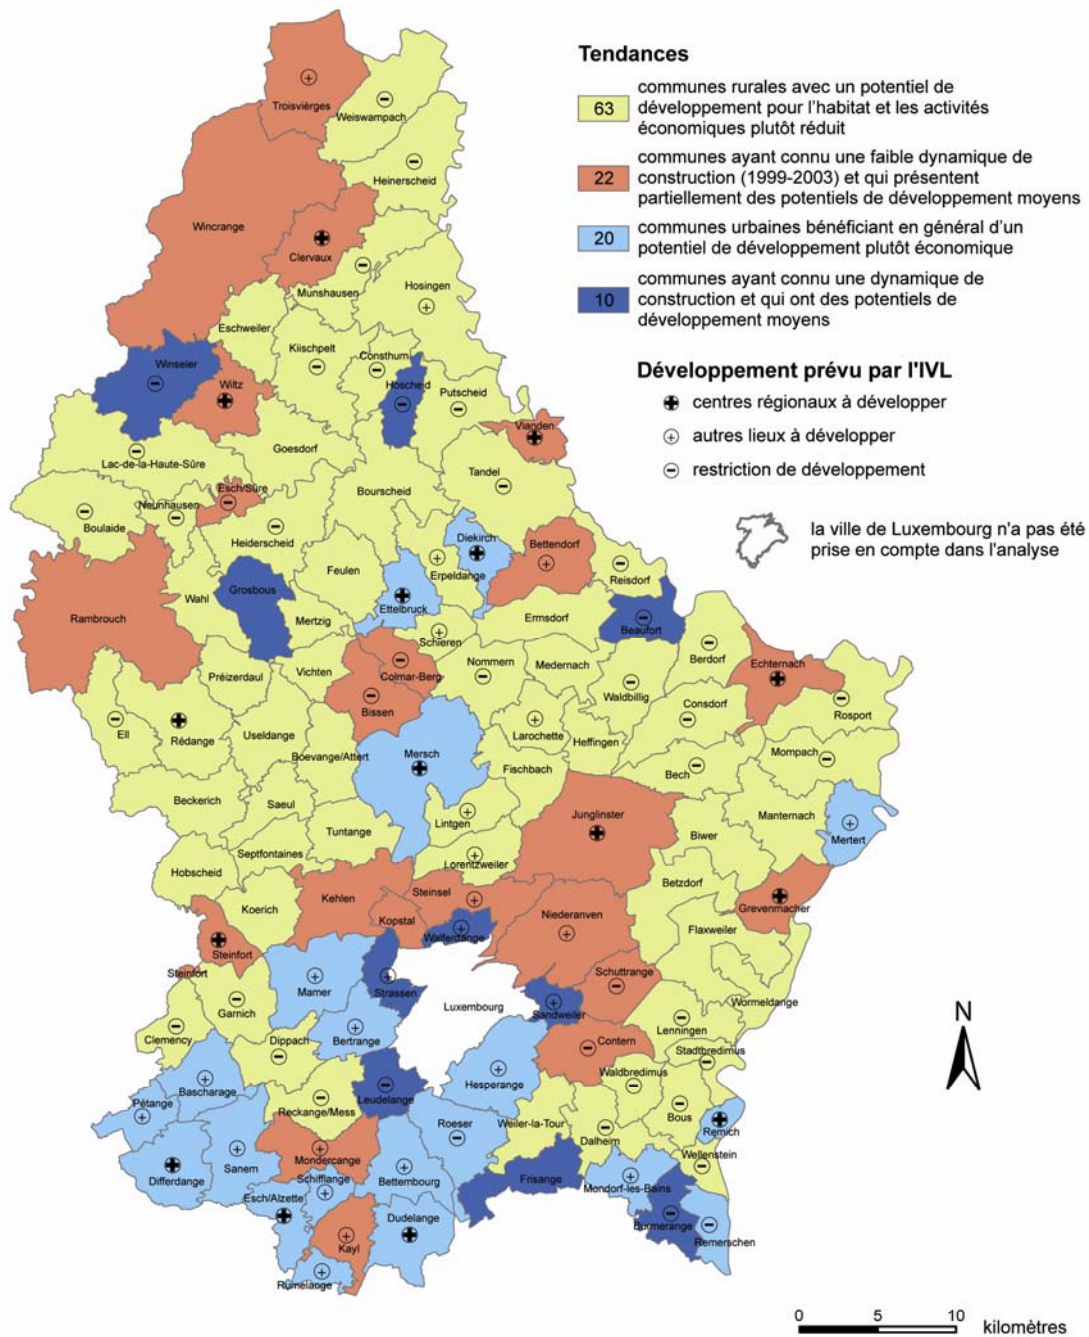 Tendances
63
communes rurales avec un potentiel de
développement pour l'habitat et les activités
économiques plutôt réduit
22
communes ayant connu une faible dynamique de
construction (1999-2003) et qui présentent
partiellement des potentiels de développement moyens
20
communes urbaines bénéficiant en général d'un
potentiel de développement plutôt économique
10
communes ayant connu une dynamique de
construction et qui ont des potentiels de
développement moyens
Développement prévu par l'IVL
centres régionaux à développer
autres lieux à développer
restriction de développement
la ville de Luxembourg n'a pas été
prise en compte dans l'analyse
Troisvièrges
Weiswampach
Heinerscheid
Wincrange
Clervaux
Munshausen
Hosingen
Eschweiler
Kiischpelt
Consthum
Winseler
Wiltz
Hoscheid
Putscheid
Vianden
Goesdorf
Lac-de-la-Haute-Sûre
Tandel
Esch/Sûre
Bourscheid
Neunhausen
Boulaide
Heiderscheid
Diekirch
Bettendorf
Feulen
Erpeldange
Reisdorf
Grosbous
Wahl
Ettelbruck
Rambrouch
Mertzig
Ermsdorf
Beaufort
Schieren
Berdorf
Echternach
Préizerdaul
Vichten
Colmar-Berg
Nommern
Medernach
Waldbillig
Consdorf
Rosport
Bissen
Ell
Rédange
Useldange
Larochette
Heffingen
Boevange/Attert
Mersch
Mompach
Fischbach
Bech
Beckerich
Saeul
Lintgen
Junglinster
Manternach
Tuntange
Biwer
Mertert
Septfontaines
Lorentzweiler
Hobscheid
Betzdorf
Kehlen
Steinsel
Grevenmacher
Koerich
Kopstal
Niederanven
Flaxweiler
Walferdange
Steinfort
Steinfort
Schuttrange
Mamer
Strassen
Luxembourg
Sandweiler
Wormeldange
Garnich
Lenningen
Clemency
Dippach
Bertrange
Contern
Stadtbredimus
Hesperange
Waldbredimus
Bascharage
Leudelange
Pétange
Reckange/Mess
Roeser
Weiler-la-Tour
Bous
Remich
Dalheim
Mondercange
Wellenstein
Sanem
Differdange
Schifflange
Bettembourg
Frisange
Mondorf-les-Bains
Esch/Alzette
Dudelange
Burmerange
Remerschen
Kayl
Rumelange
N
0 5 10 kilomètres